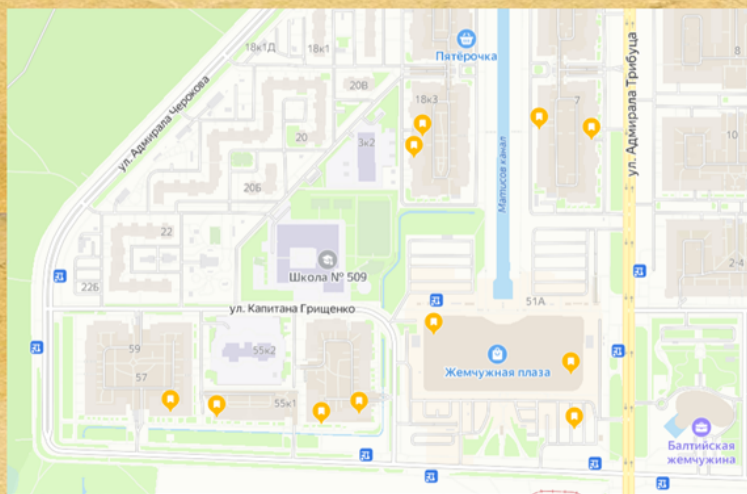 18к1Д
18к1
Пятёрочка
20В
18к3
7
8
ул. Адмирала Трибуца
ул. Адмирала Черокова
20
3к2
10
Матисов канал
20Б
22
Школа № 509
2-4
22Б
51А
ул. Капитана Грищенко
59
55к2
57
Жемчужная плаза
55к1
Балтийская
жемчужина